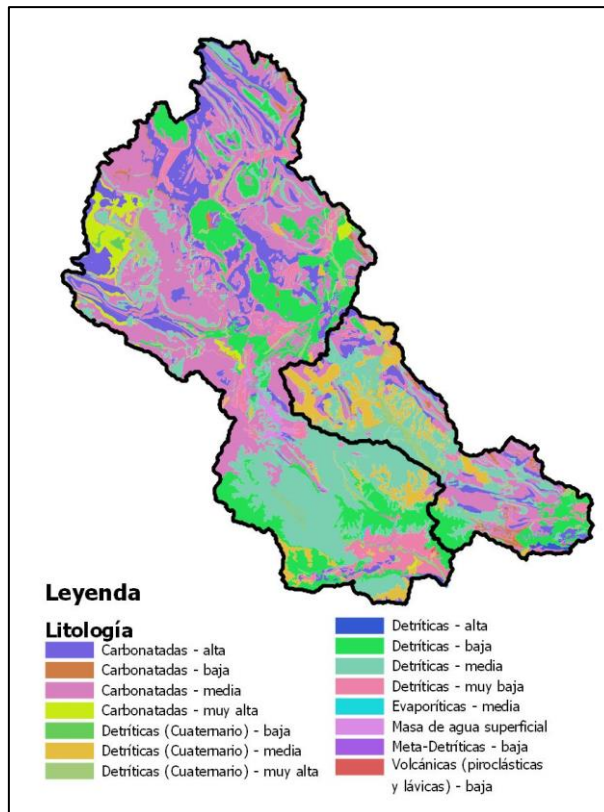 Leyenda
Litología
Carbonatadas - alta
Carbonatadas - baja
Carbonatadas - media
Carbonatadas - muy alta
Detríticas (Cuaternario) - baja
Detríticas (Cuaternario) - media
Detríticas (Cuaternario) - muy alta
Detríticas - alta
Detríticas - baja
Detríticas - media
Detríticas - muy baja
Evaporíticas - media
Masa de agua superficial
Meta-Detríticas - baja
Volcánicas (piroclásticas
y lávicas) - baja